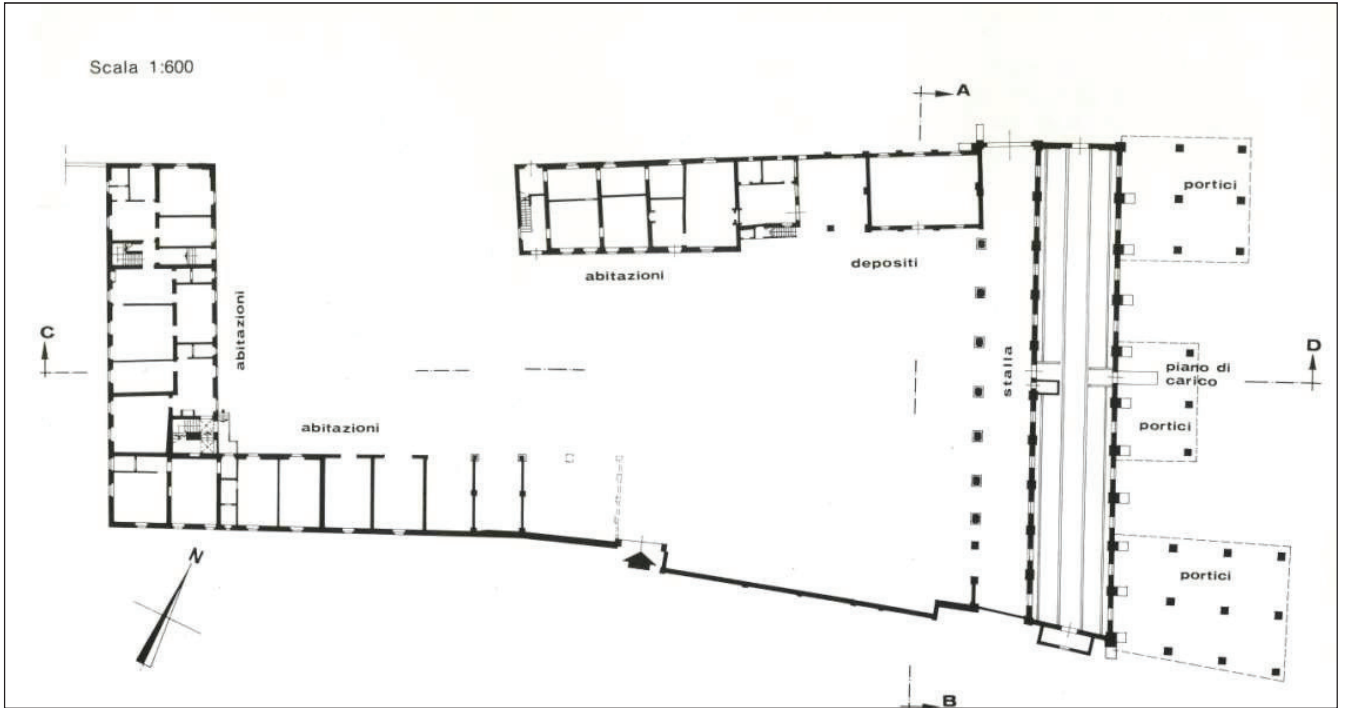 Scala 1:600
A
portici
abitazioni
depositi
abitazioni
C
D
stalla
piano di
carico
abitazioni
portici
N
portici
B